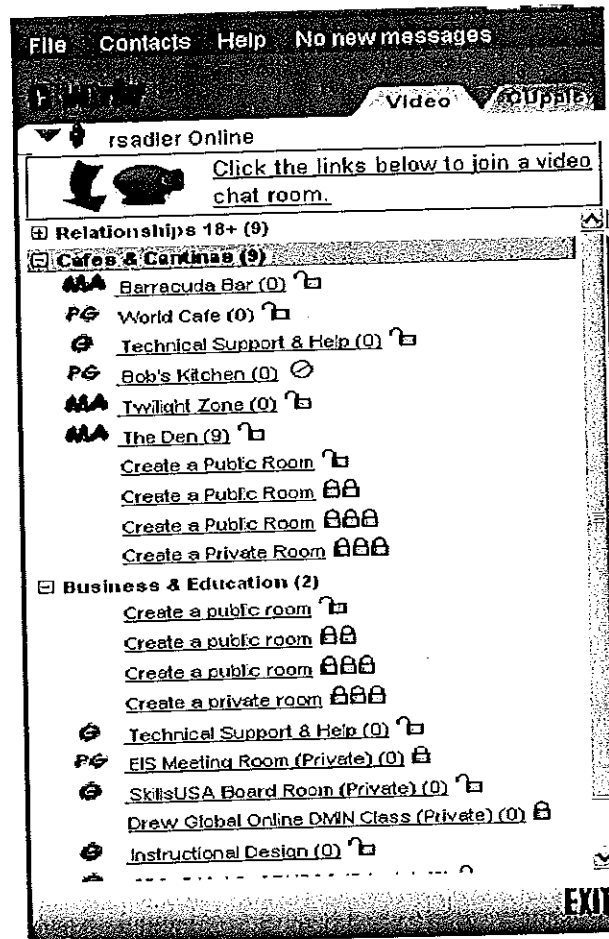 File Contacts Help No new messages
Video
rsadler Online
Click the links below to join a video
chat room.
Relationships 18+ (9)
Cafes & Cantinas (9)
MA Barracuda Bar (0)
PG World Cafe (0)
G Technical Support & Help (0)
PG Bob's Kitchen (0)
MA Twilight Zone (0)
MA The Den (9)
Create a Public Room
Create a Public Room
Create a Public Room
Create a Private Room
Business & Education (2)
Create a public room
Create a public room
Create a public room
Create a private room
G Technical Support & Help (0)
PG EIS Meeting Room (Private) (0)
G SkillsUSA Board Room (Private) (0)
Drew Global Online DMIN Class (Private) (0)
G Instructional Design (0)
EXIT